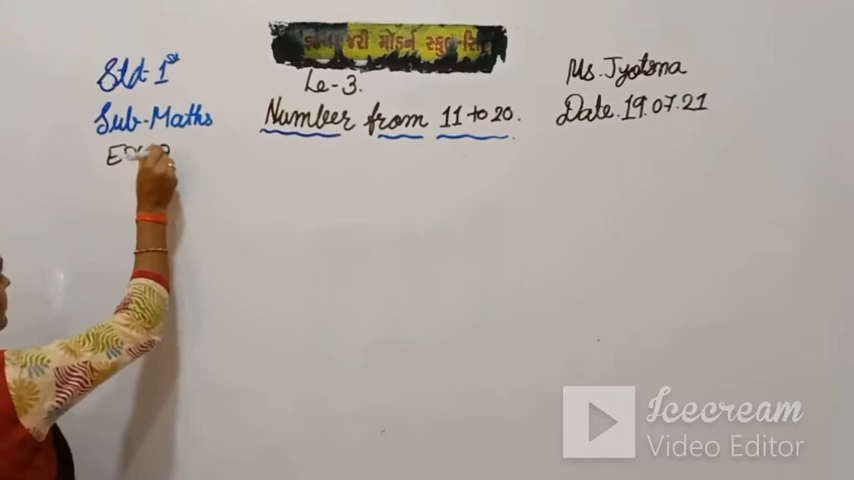 મોડર્ન સ્કુલ
Std-1st
Le-3.
Ms. Jyotsna
Sub-Maths
Number from 11 to 20.
Date.19.07.21
Icecream
Video Editor